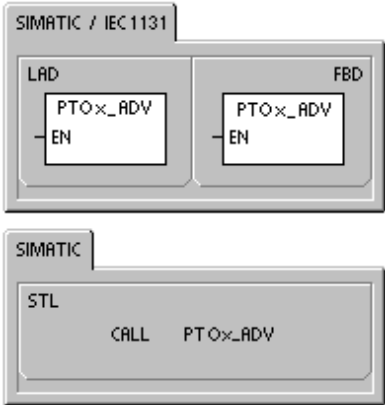 SIMATIC / IEC1131
LAD FBD
PTOx_ADV PTOx_ADV
EN EN
SIMATIC
STL
CALL PTOx_ADV